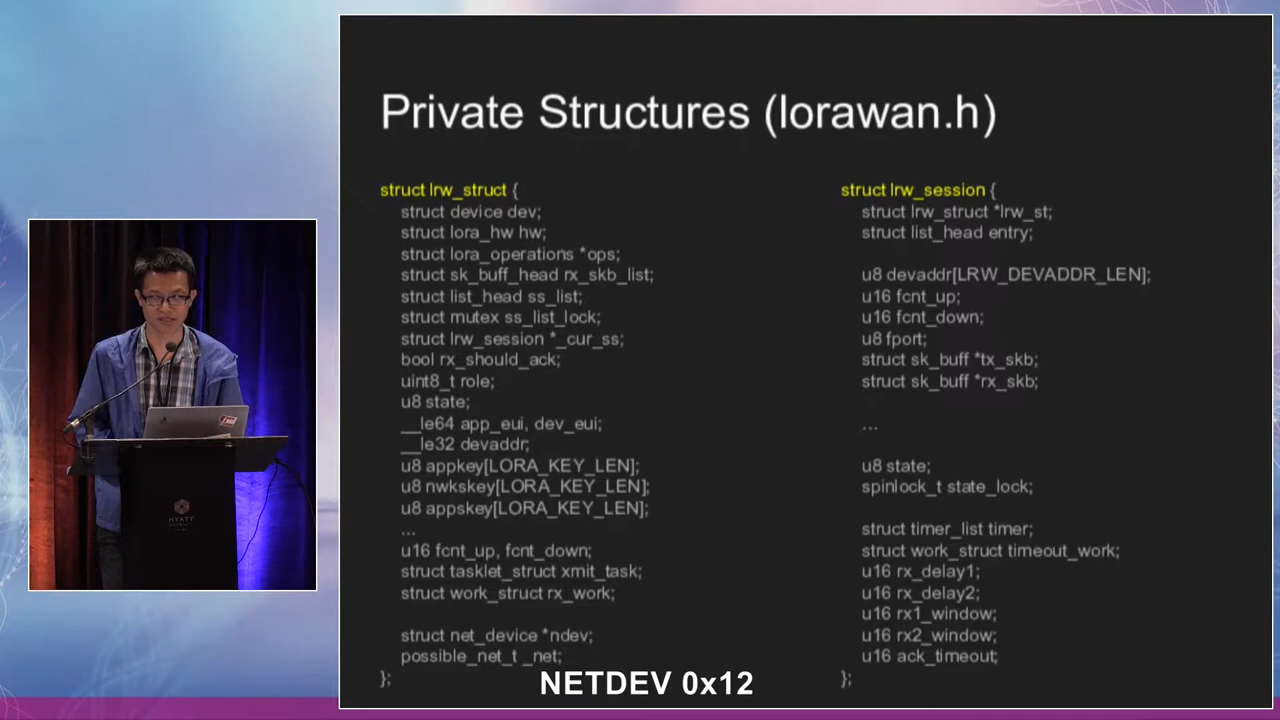 Private Structures (lorawan.h)
struct lrw_struct {
struct device dev;
struct lora_hw hw;
struct lora_operations *ops;
struct sk_buff_head rx_skb_list;
struct list_head ss_list;
struct mutex ss_list_lock;
struct lrw_session *_cur_ss;
bool rx_should_ack;
uint8_t role;
u8 state;
__le64 app_eui, dev_eui;
__le32 devaddr;
u8 appkey[LORA_KEY_LEN];
u8 nwkskey[LORA_KEY_LEN];
u8 appskey[LORA_KEY_LEN];
...
u16 fcnt_up, fcnt_down;
struct tasklet_struct xmit_task;
struct work_struct rx_work;
struct net_device *ndev;
possible_net_t _net;
};
struct lrw_session {
struct lrw_struct *lrw_st;
struct list_head entry;
u8 devaddr[LRW_DEVADDR_LEN];
u16 fcnt_up;
u16 fcnt_down;
u8 fport;
struct sk_buff *tx_skb;
struct sk_buff *rx_skb;
...
u8 state;
spinlock_t state_lock;
struct timer_list timer;
struct work_struct timeout_work;
u16 rx_delay1;
u16 rx_delay2;
u16 rx1_window;
u16 rx2_window;
u16 ack_timeout;
};
NETDEV 0x12
HYATT